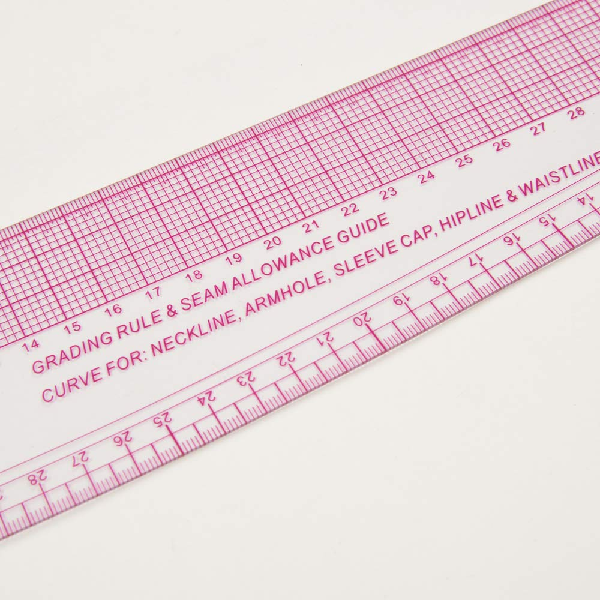 14 15 16 17 18 19 20 21 22 23 24 25 26 27 28
GRADING RULE & SEAM ALLOWANCE GUIDE
CURVE FOR: NECKLINE, ARMHOLE, SLEEVE CAP, HIPLINE & WAISTLINE
28 27 26 25 24 23 22 21 20 19 18 17 16 15 14